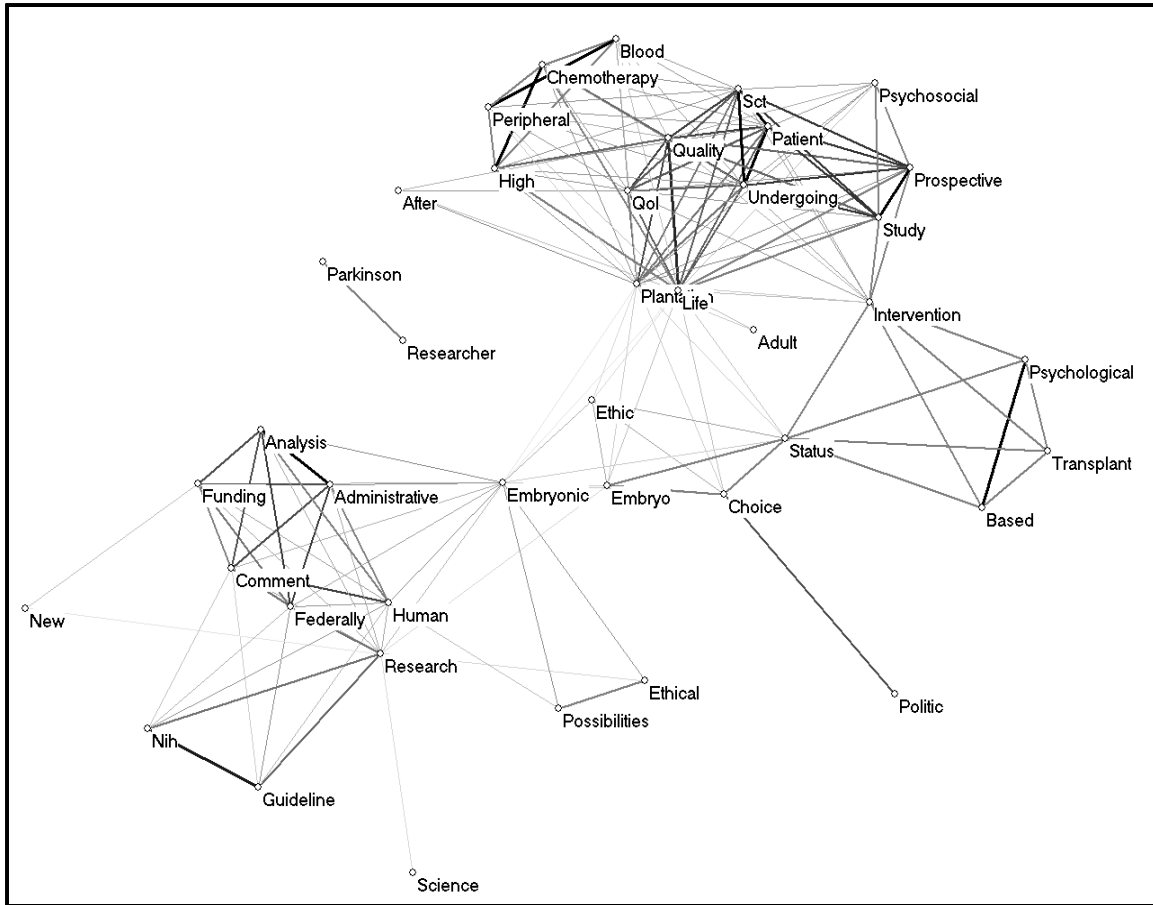 Blood
Chemotherapy
Sct
Psychosocial
Peripheral
Patient
Quality
High
Undergoing
Prospective
After
Qol
Study
Parkinson
Life
Intervention
Researcher
Adult
Psychological
Ethic
Analysis
Status
Transplant
Funding
Administrative
Embryonic
Embryo
Choice
Based
Comment
New
Federally
Human
Research
Ethical
Possibilities
Politic
Nih
Guideline
Science